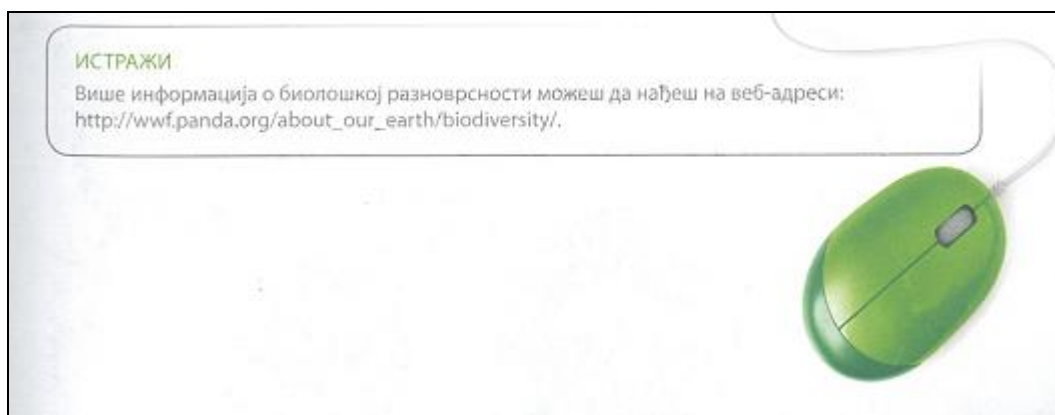 ИСТРАЖИ
Више информација о биолошкој разноврсности можеш да нађеш на веб-адреси:
http://wwf.panda.org/about_our_earth/biodiversity/.